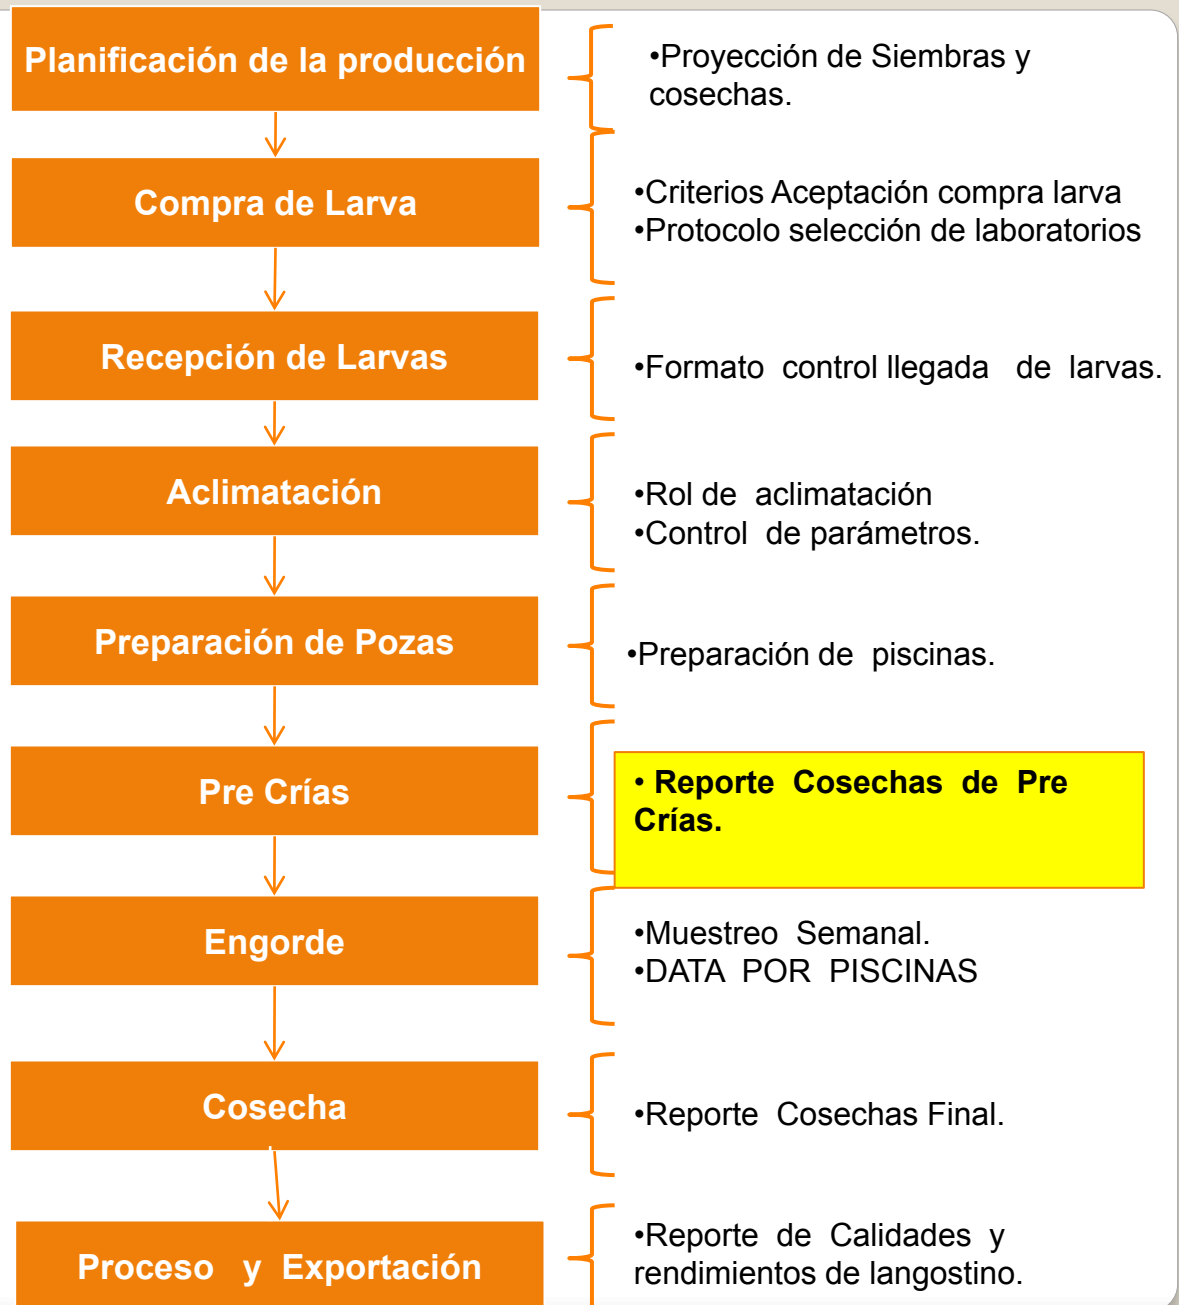 Planificación de la producción
•Proyección de Siembras y
cosechas.
Compra de Larva
•Criterios Aceptación compra larva
•Protocolo selección de laboratorios
Recepción de Larvas
•Formato control llegada de larvas.
Aclimatación
•Rol de aclimatación
•Control de parámetros.
Preparación de Pozas
•Preparación de piscinas.
Pre Crías
• Reporte Cosechas de Pre
Crías.
Engorde
•Muestreo Semanal.
•DATA POR PISCINAS
Cosecha
•Reporte Cosechas Final.
Proceso y Exportación
•Reporte de Calidades y
rendimientos de langostino.